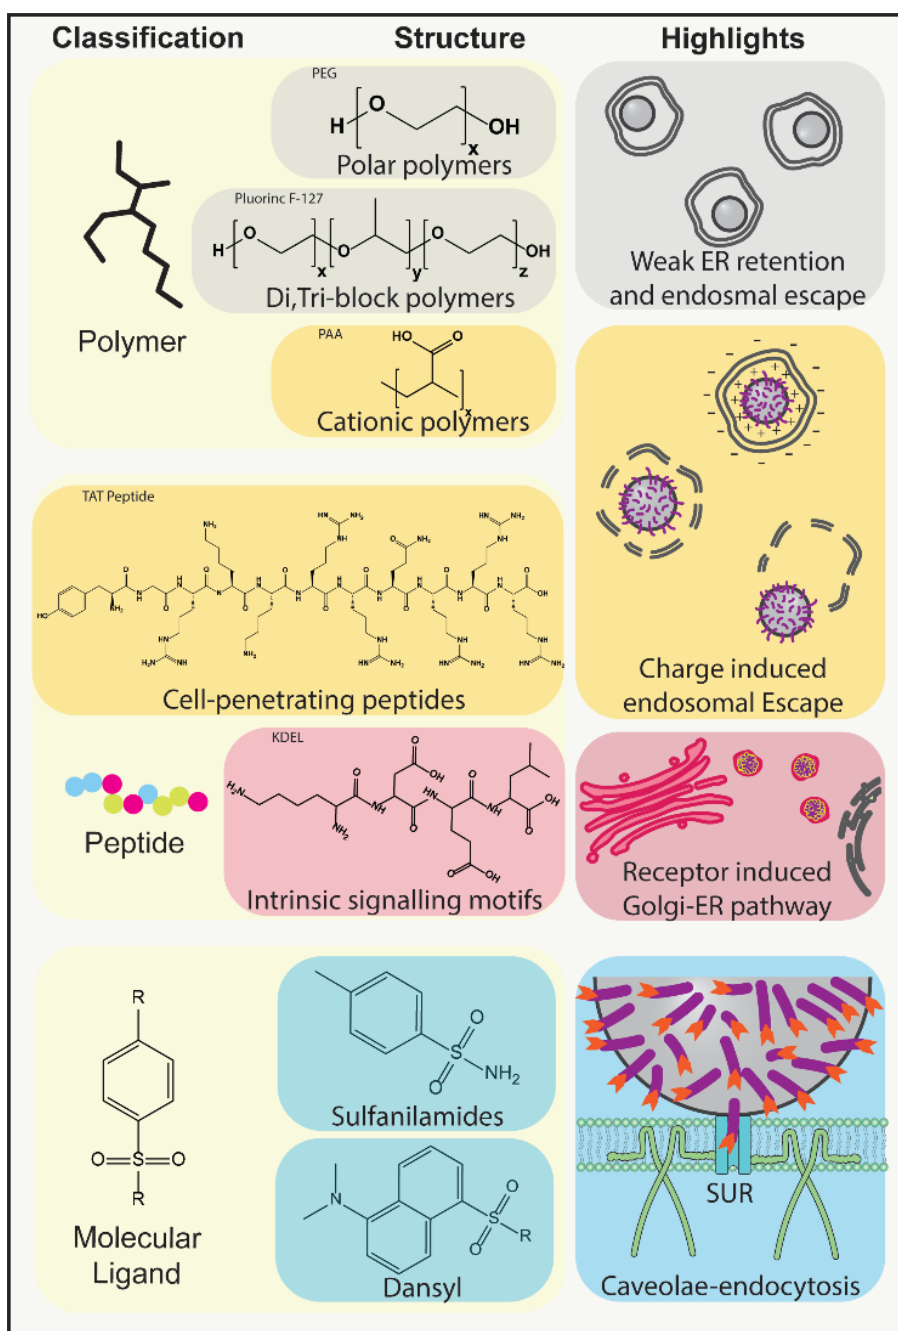 Classification Structure Highlights
PEG
H O OH
x
Polar polymers
Pluorinc F-127
H O O O OH
x y z
Di,Tri-block polymers
Polymer
PAA
HO O
x
Cationic polymers
Weak ER retention
and endosmal escape
Charge induced
endosomal Escape
TAT Peptide
Cell-penetrating peptides
KDEL
Intrinsic signalling motifs
Peptide
Receptor induced
Golgi-ER pathway
R
O S O
R
Molecular
Ligand
O
S
O NH2
Sulfanilamides
N O
S
O R
Dansyl
SUR
Caveolae-endocytosis